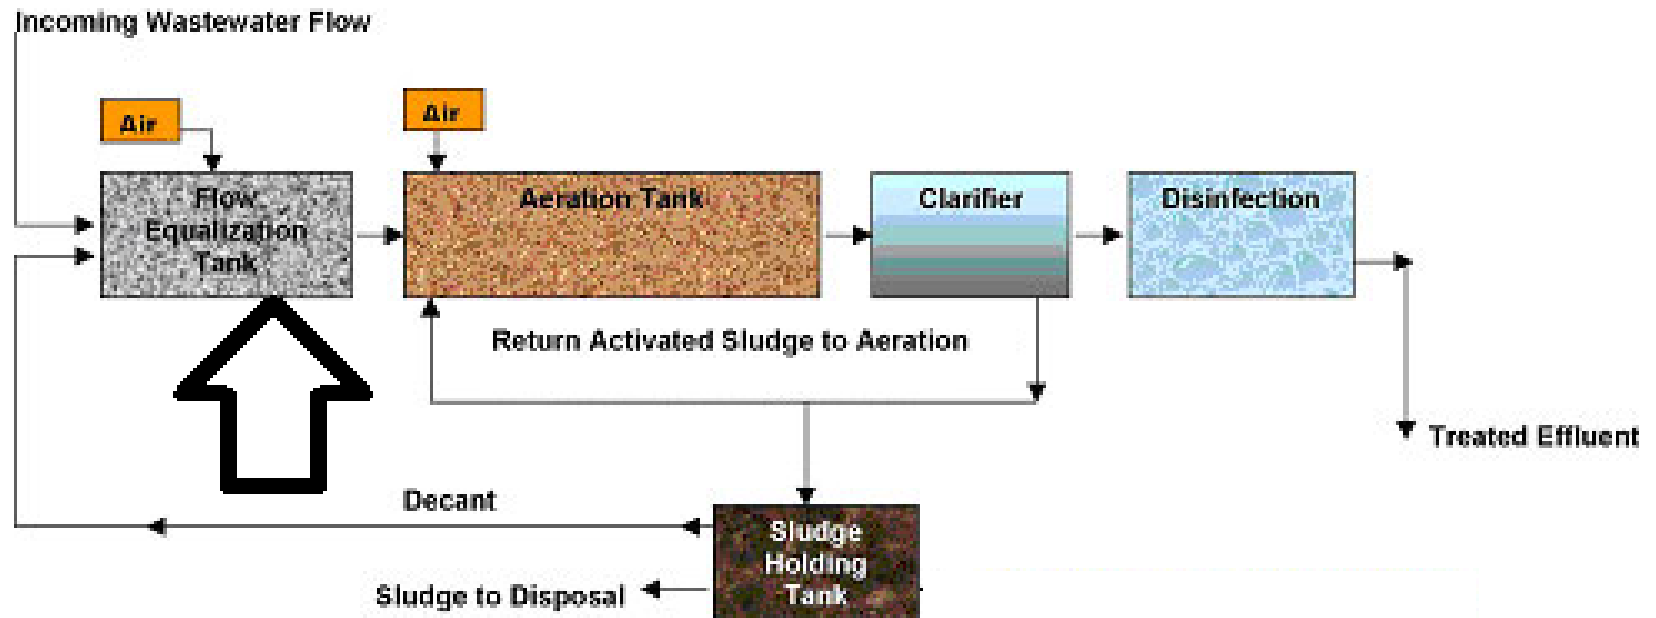 Incoming Wastewater Flow
Air
Air
Flow
Equalization
Tank
Aeration Tank
Clarifier
Disinfection
Return Activated Sludge to Aeration
Treated Effluent
Decant
Sludge
Holding
Tank
Sludge to Disposal